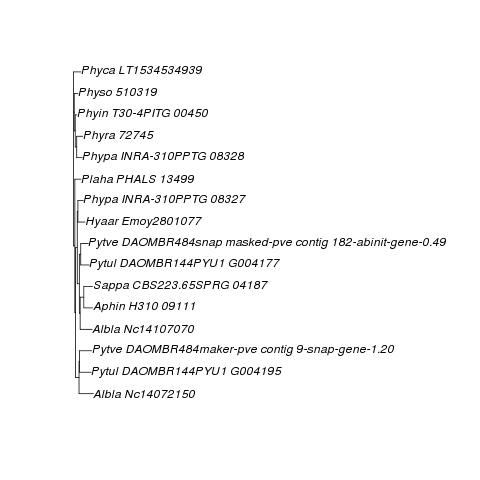 Phyca LT1534534939
Physo 510319
Phyin T30-4PITG 00450
Phyra 72745
Phypa INRA-310PPTG 08328
Plaha PHALS 13499
Phypa INRA-310PPTG 08327
Hyaar Emoy2801077
Pytve DAOMBR484snap masked-pve contig 182-abinit-gene-0.49
Pytul DAOMBR144PYU1 G004177
Sappa CBS223.65SPRG 04187
Aphin H310 09111
Albla Nc14107070
Pytve DAOMBR484maker-pve contig 9-snap-gene-1.20
Pytul DAOMBR144PYU1 G004195
Albla Nc14072150